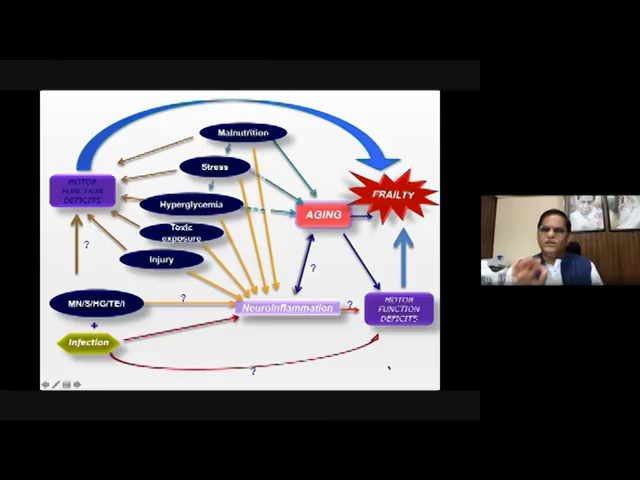 Malnutrition
Stress
MOTOR
FUNCTION
DEFICITS
FRAILTY
Hyperglycemia
AGING
Toxic
exposure
?
Injury
?
MN/S/HG/TE/I
?
Neuroinflammation
?
MOTOR
FUNCTION
DEFICITS
+
Infection
?